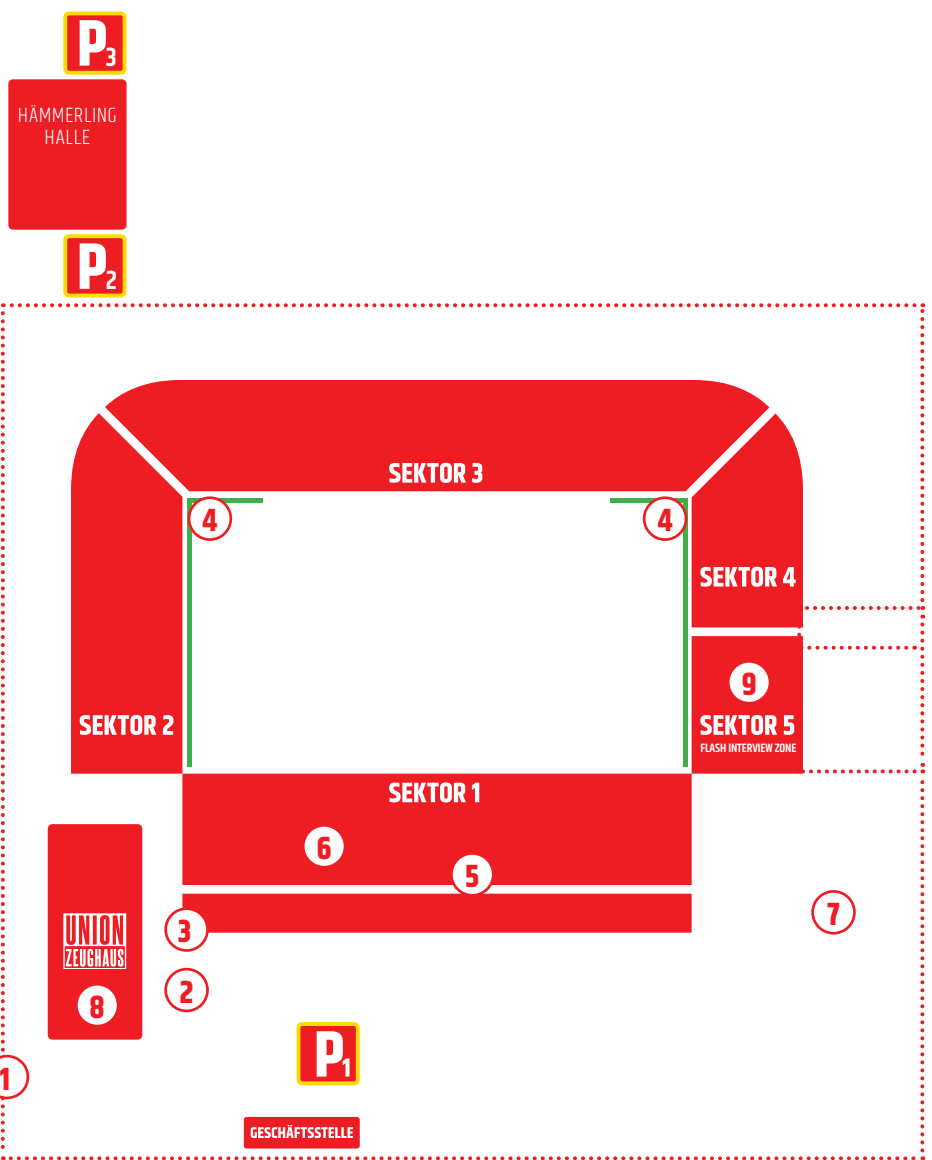 P3
HÄMMERLING
HALLE
P2
SEKTOR 3
4
4
SEKTOR 4
9
SEKTOR 2
SEKTOR 5
FLASH INTERVIEW ZONE
SEKTOR 1
6
5
7
3
UNION
ZEUGHAUS
2
8
P1
1
GESCHÄFTSSTELLE